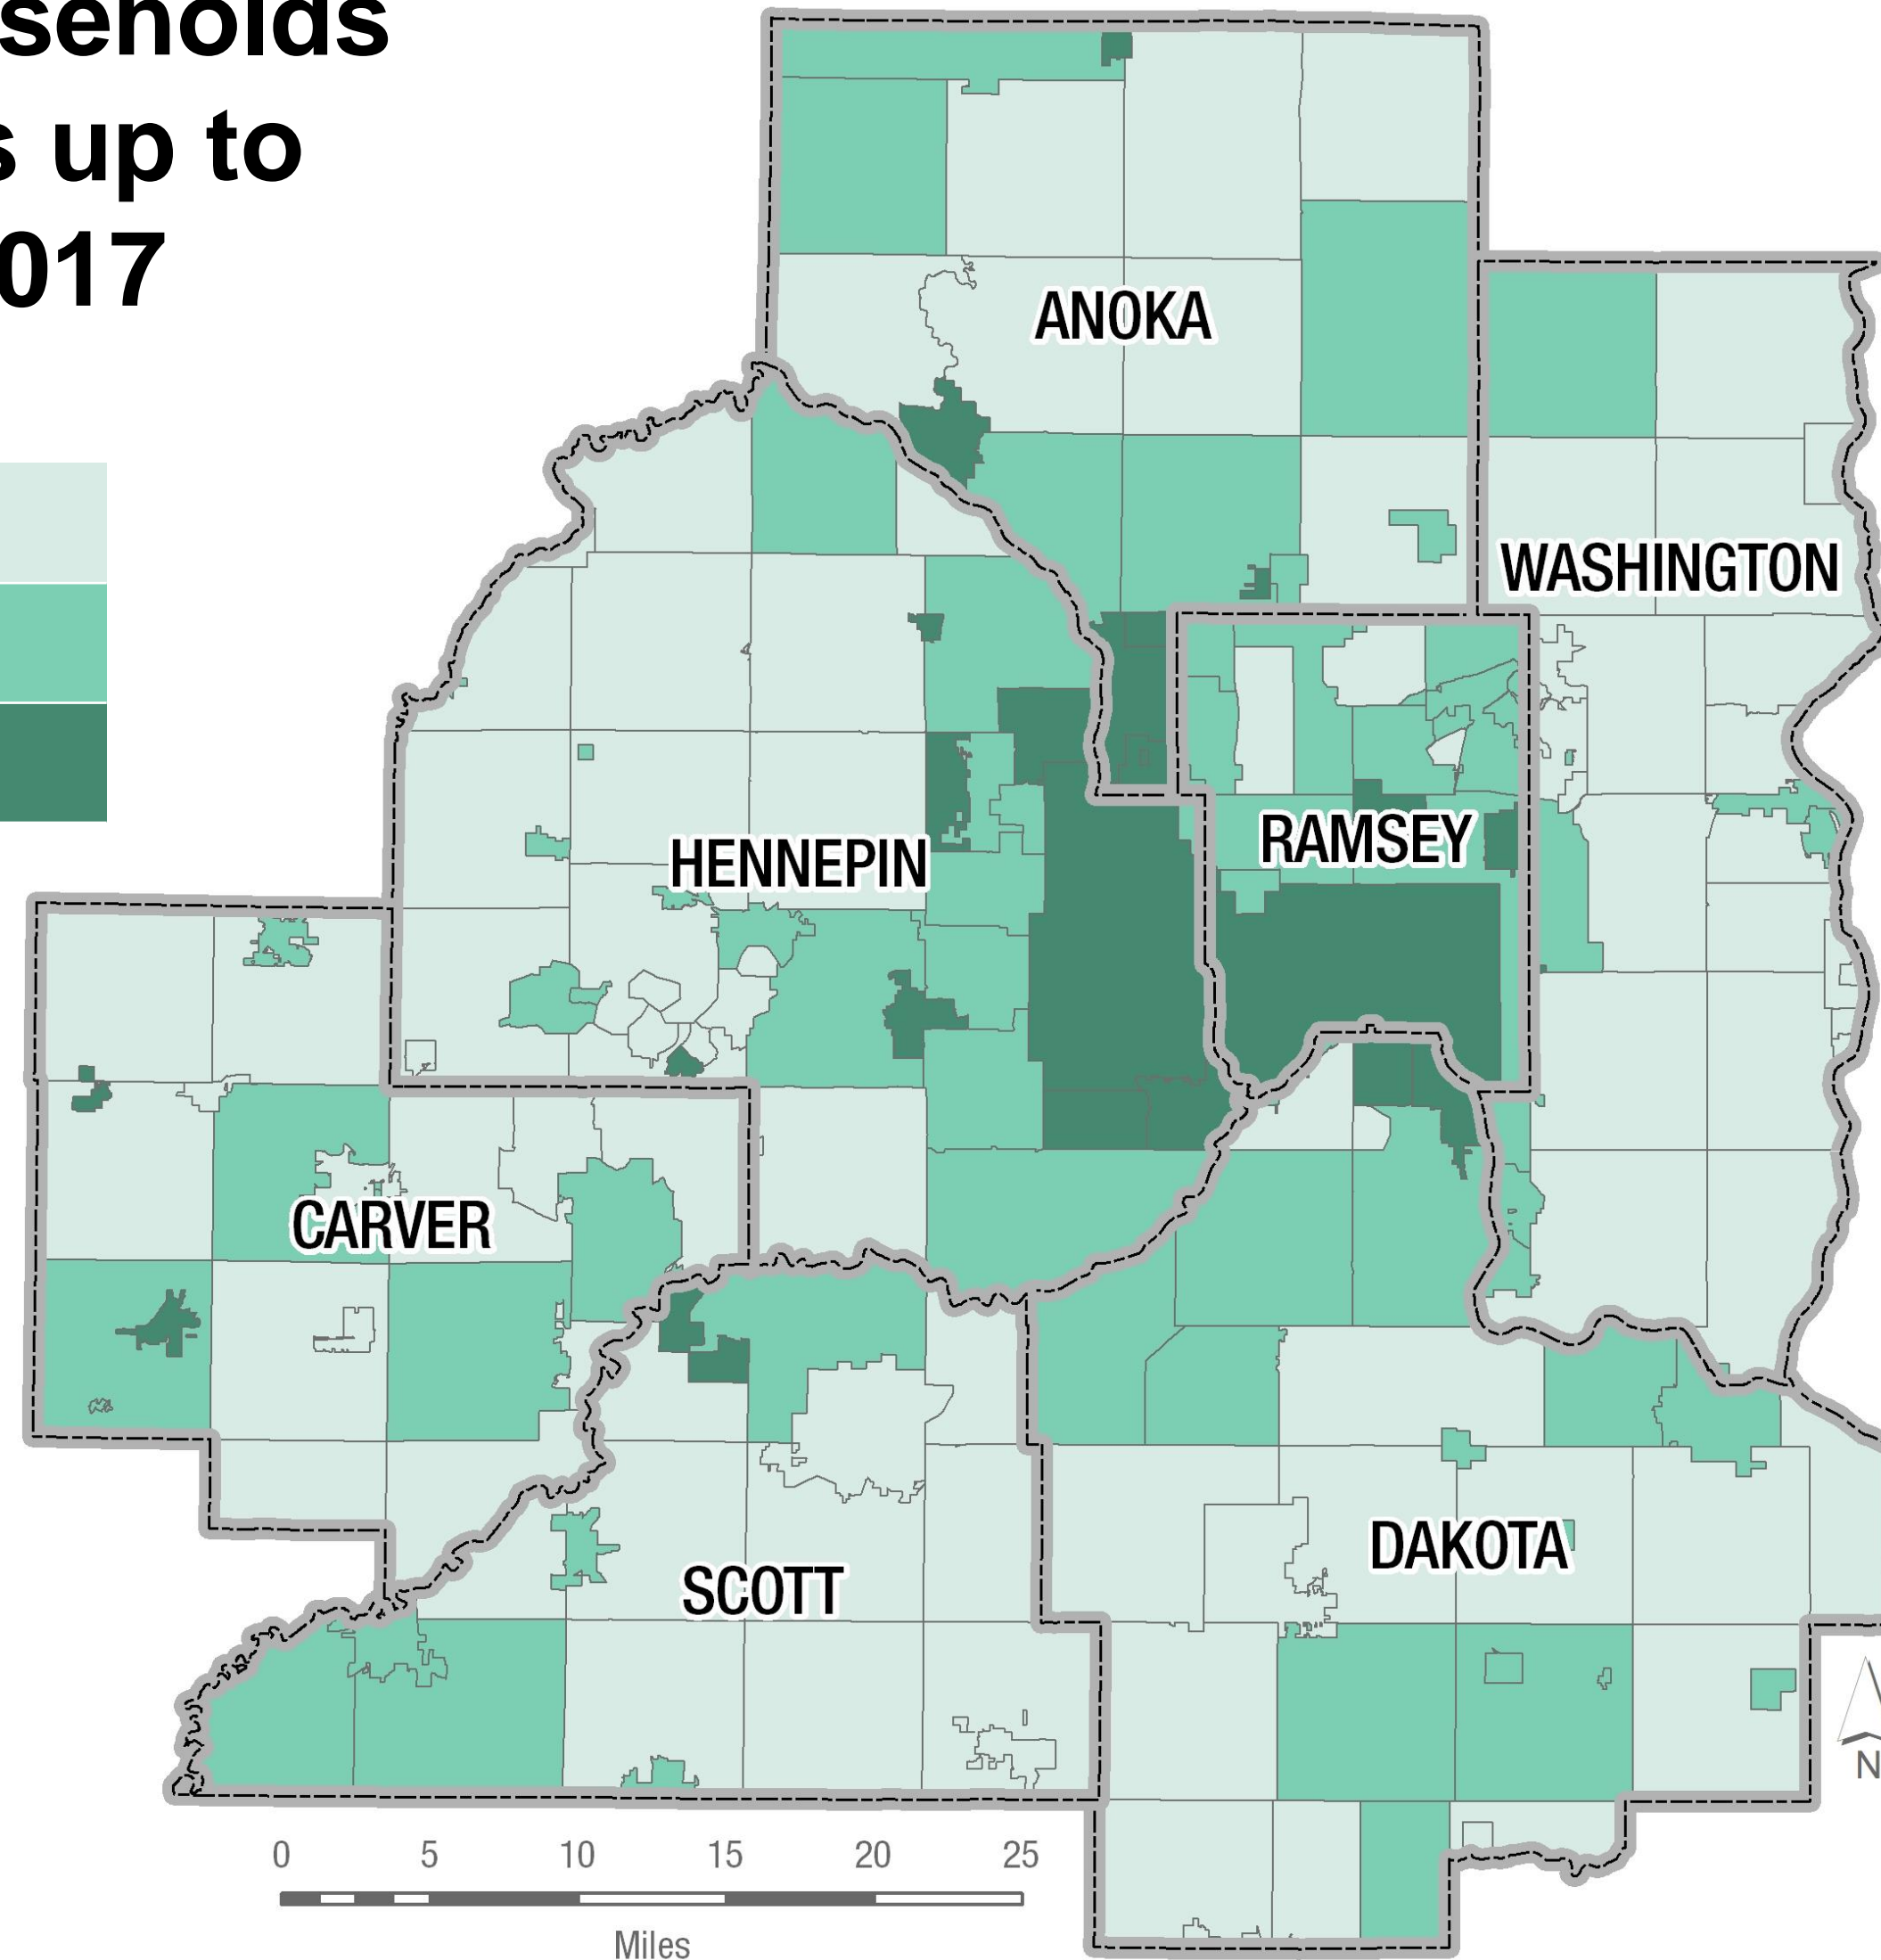 seholds
s up to
017
ANOKA
WASHINGTON
HENNEPIN
RAMSEY
CARVER
SCOTT
DAKOTA
N
0 5 10 15 20 25
Miles